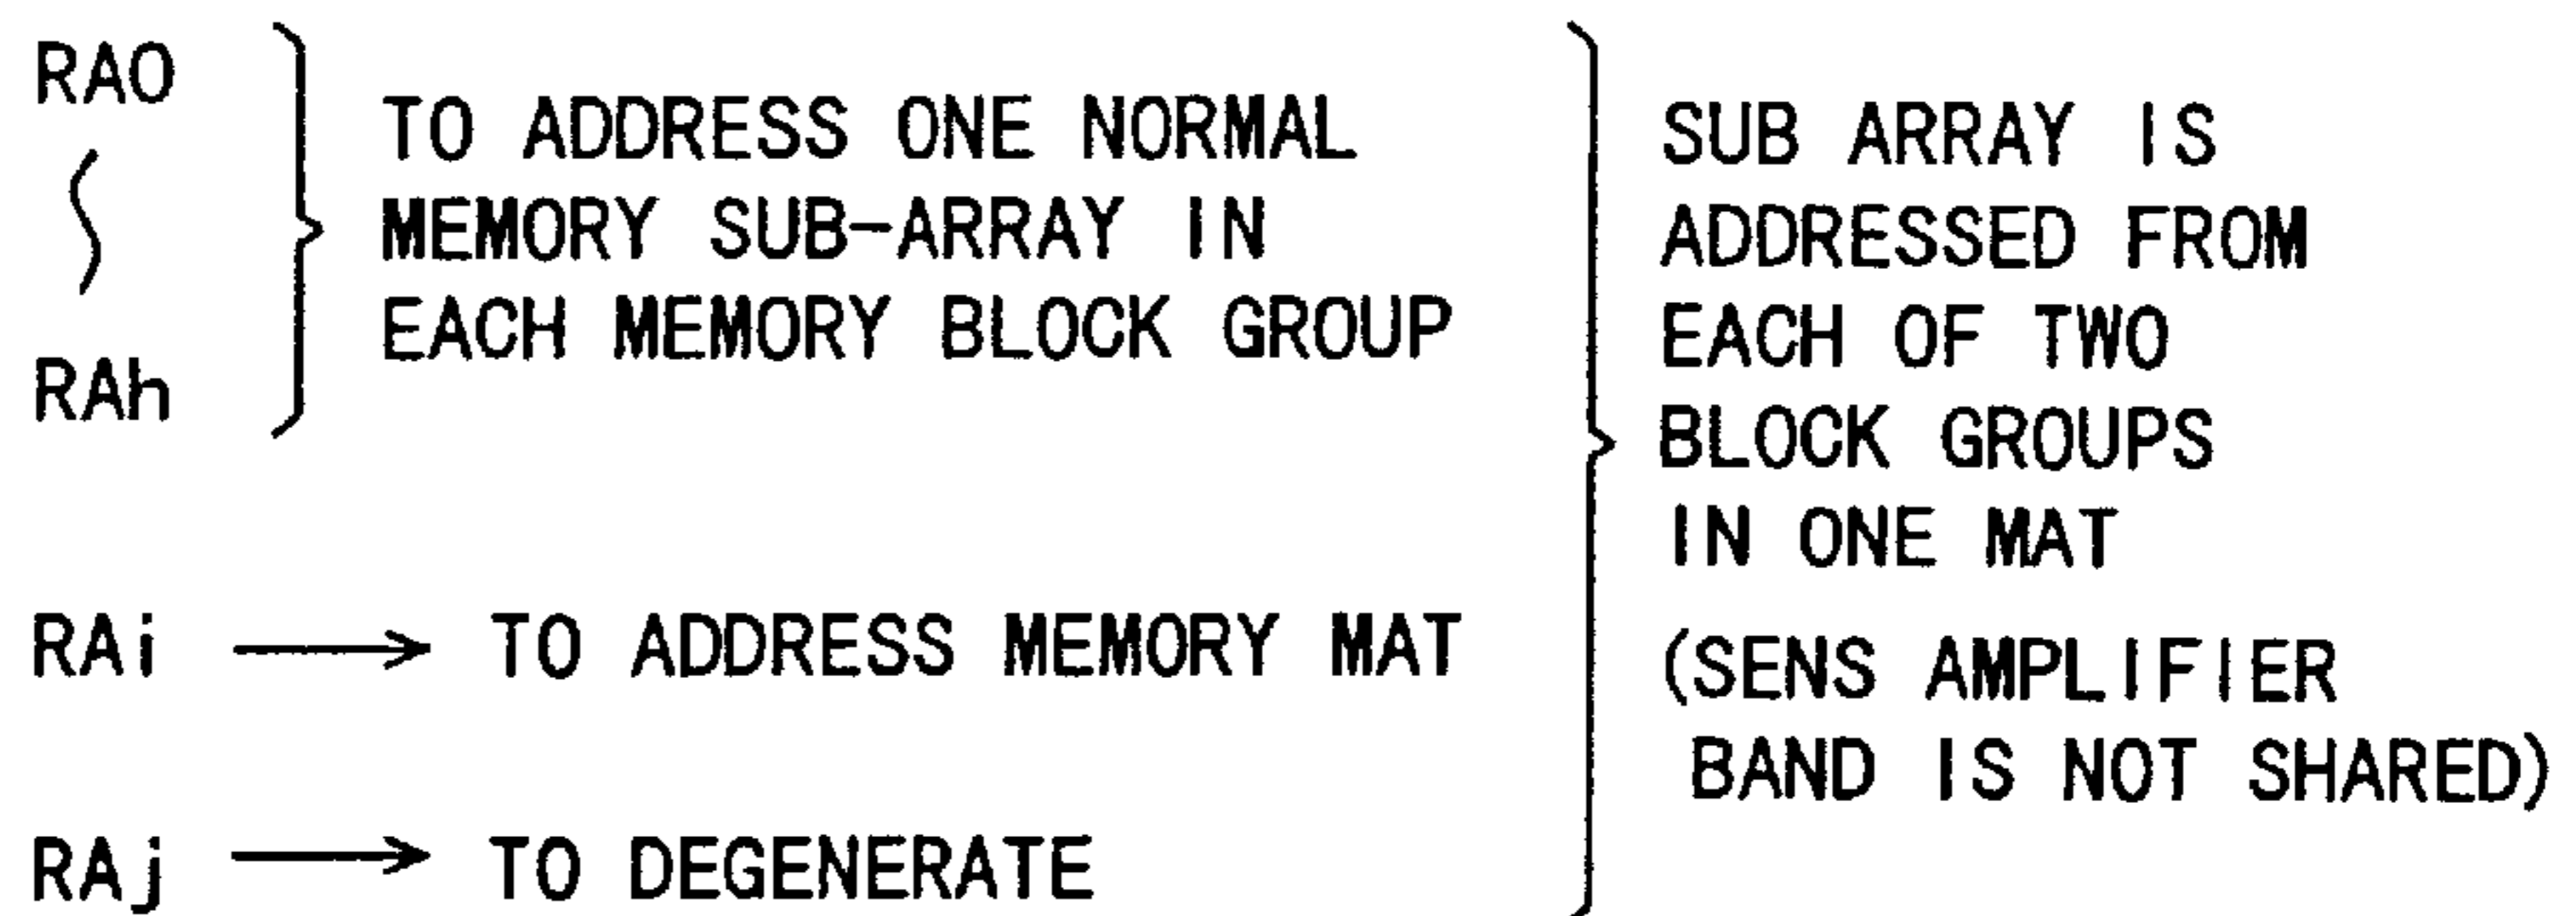 RA0
RAh
TO ADDRESS ONE NORMAL
MEMORY SUB-ARRAY IN
EACH MEMORY BLOCK GROUP
RAi → TO ADDRESS MEMORY MAT
RAj → TO DEGENERATE
SUB ARRAY IS
ADDRESSED FROM
EACH OF TWO
BLOCK GROUPS
IN ONE MAT
(SENS AMPLIFIER
BAND IS NOT SHARED)